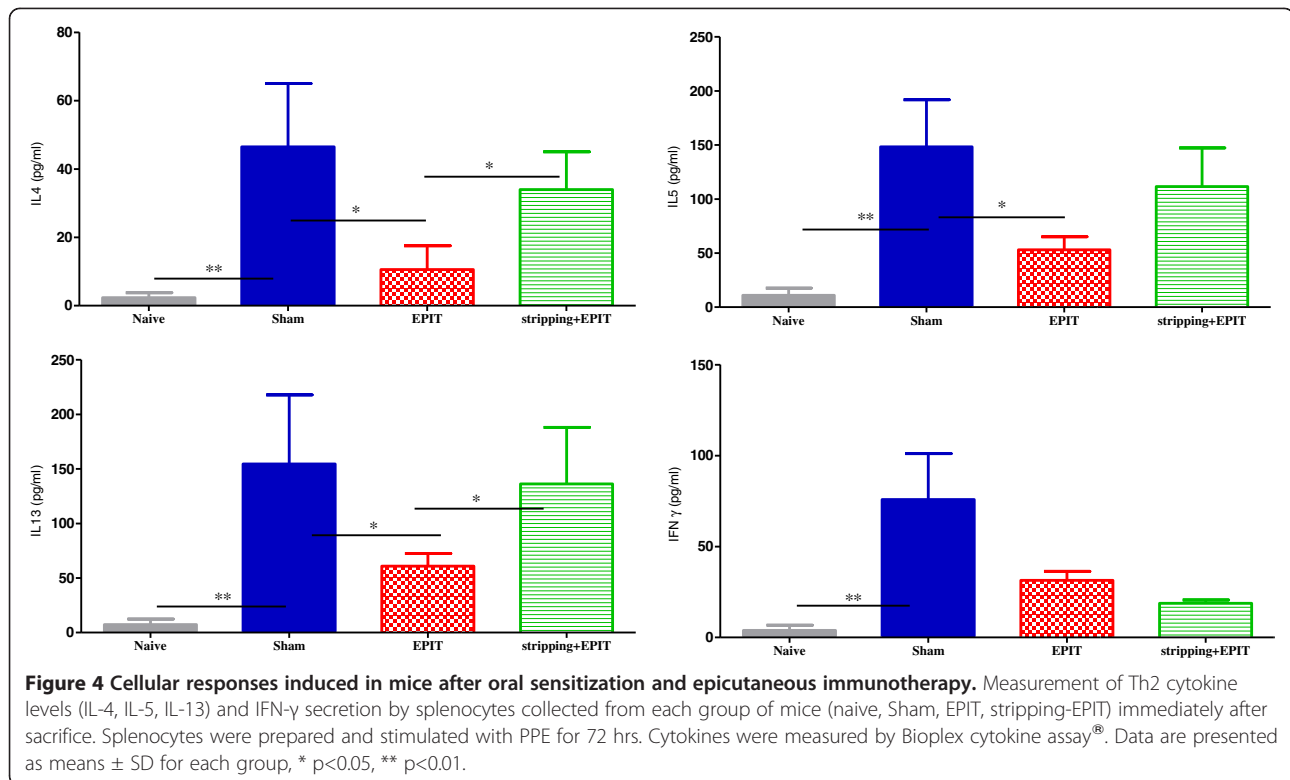 80
60
40
20
0
IL4 (pg/ml)
**
*
*
Naive Sham EPIT stripping+EPIT
250
200
150
100
50
0
IL5 (pg/ml)
**
*
Naive Sham EPIT stripping+EPIT
250
200
150
100
50
0
IL13 (pg/ml)
**
*
*
Naive Sham EPIT stripping+EPIT
150
100
50
0
IFN γ (pg/ml)
**
Naive Sham EPIT stripping+EPIT
Figure 4 Cellular responses induced in mice after oral sensitization and epicutaneous immunotherapy. Measurement of Th2 cytokine
levels (IL-4, IL-5, IL-13) and IFN-γ secretion by splenocytes collected from each group of mice (naive, Sham, EPIT, stripping-EPIT) immediately after
sacrifice. Splenocytes were prepared and stimulated with PPE for 72 hrs. Cytokines were measured by Bioplex cytokine assay®. Data are presented
as means ± SD for each group, * p<0.05, ** p<0.01.